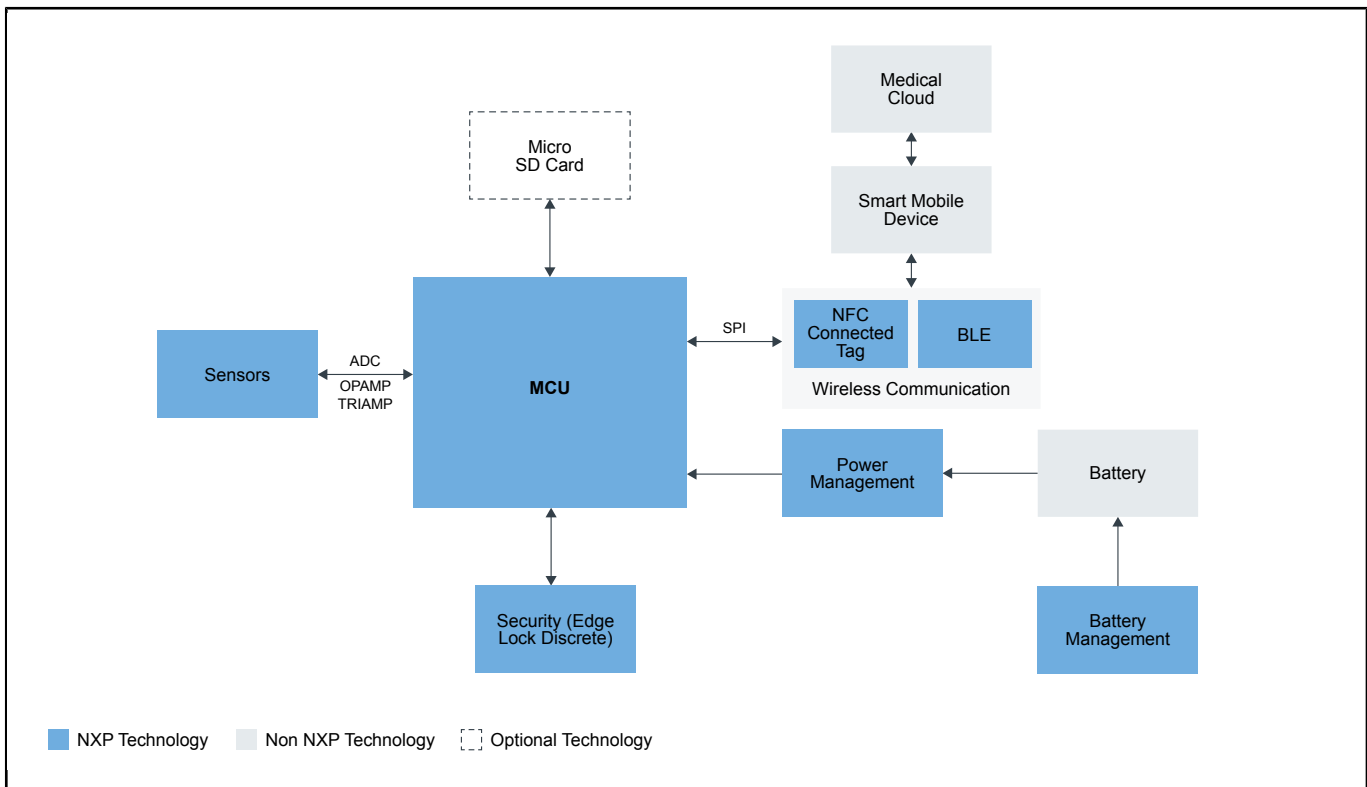 Medical
Cloud
Micro
SD Card
Smart Mobile
Device
NFC
Connected
Tag
BLE
Wireless Communication
SPI
Sensors
ADC
OPAMP
TRIAMP
MCU
Power
Management
Battery
Security (Edge
Lock Discrete)
Battery
Management
NXP Technology
Non NXP Technology
Optional Technology